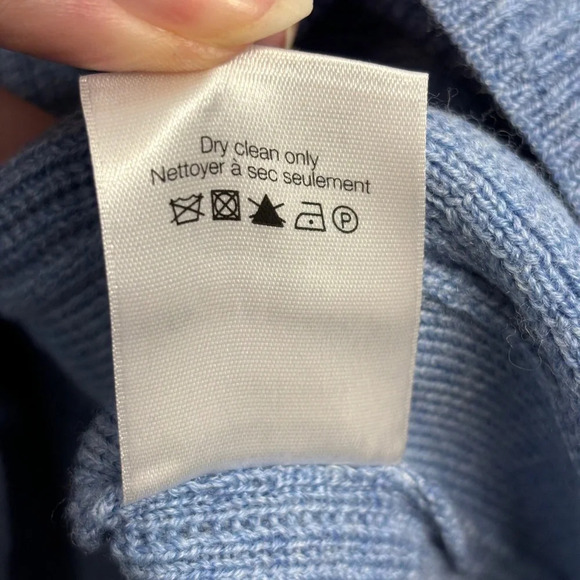 Dry clean only
Nettoyer à sec seulement
P